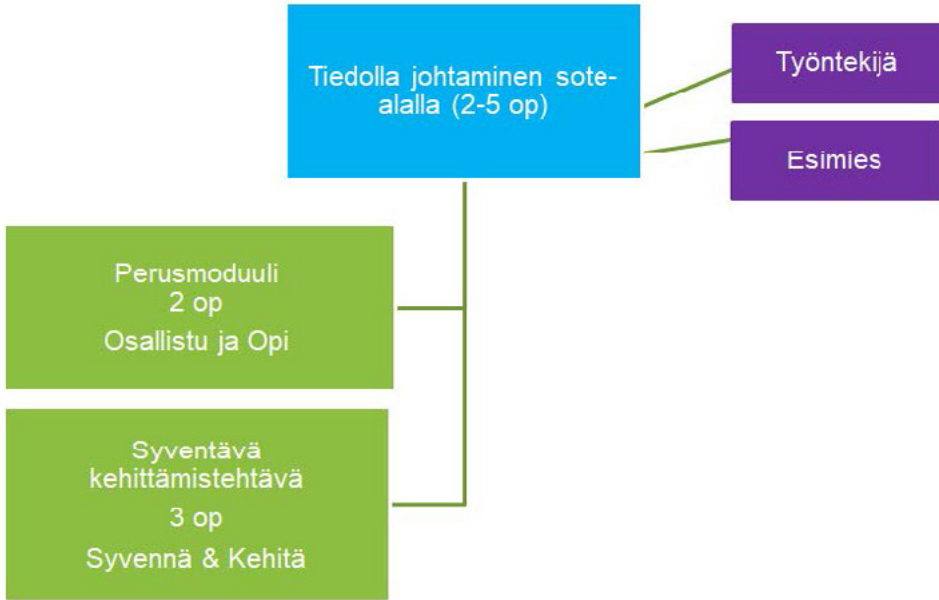 Tiedolla johtaminen sote-
alalla (2-5 op)
Työntekijä
Esimies
Perusmoduuli
2 op
Osallistu ja Opi
Syventävä
kehittämistehtävä
3 op
Syvennä & Kehitä